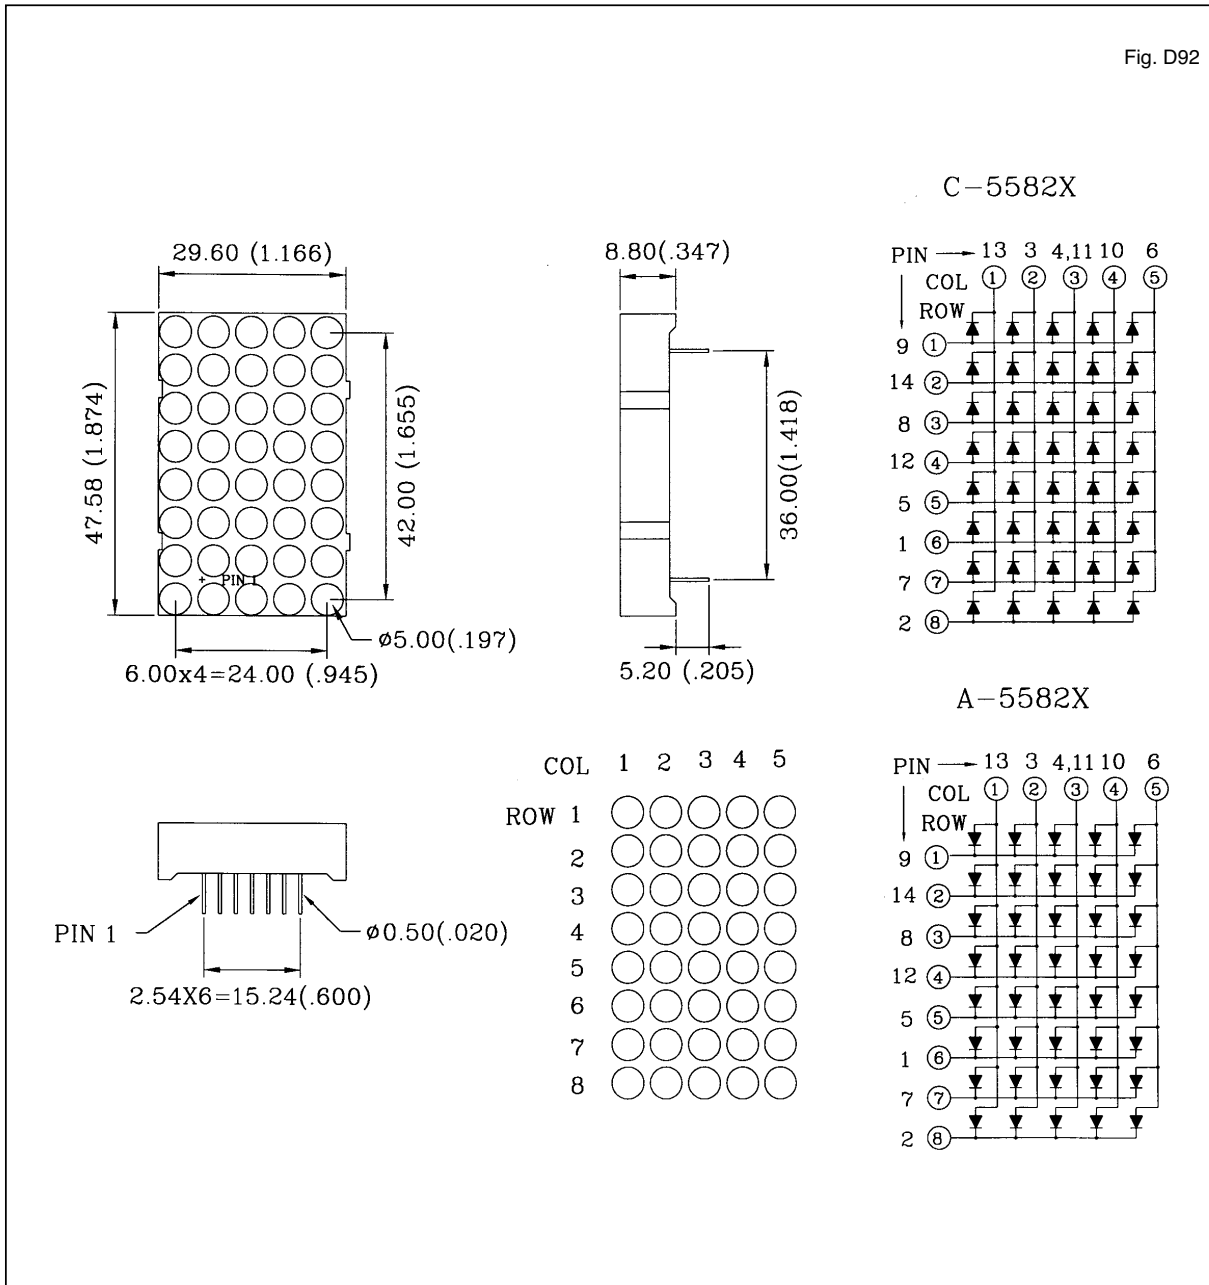 Fig. D92
C-5582X
29.60 (1.166)
8.80(.347)
PIN 13 3 4,11 10 6
COL 1 2 3 4 5
ROW
9 1
14 2
8 3
12 4
5 5
1 6
7 7
2 8
47.58 (1.874)
42.00 (1.655)
36.00(1.418)
+ PIN 1
ø5.00(.197)
6.00x4=24.00 (.945)
5.20 (.205)
A-5582X
COL 1 2 3 4 5
ROW 1
2
3
4
5
6
7
8
PIN 13 3 4,11 10 6
COL 1 2 3 4 5
ROW
9 1
14 2
8 3
12 4
5 5
1 6
7 7
2 8
PIN 1
ø0.50(.020)
2.54X6=15.24(.600)